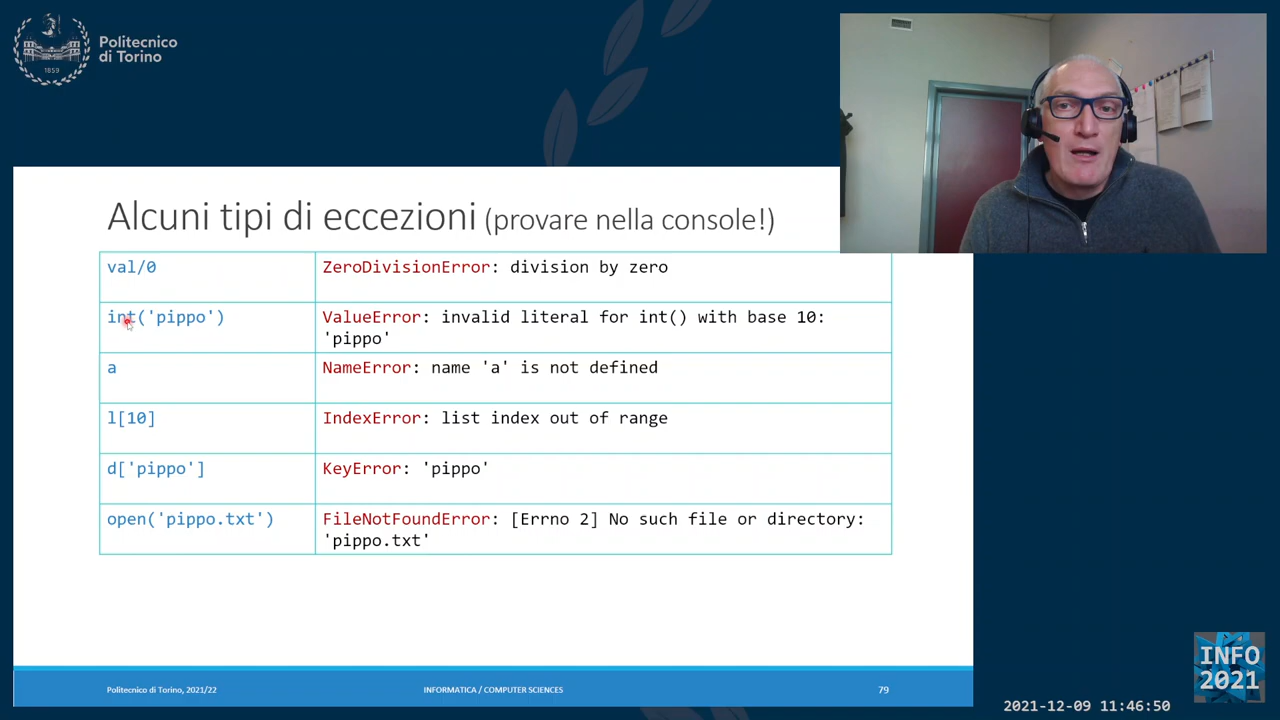 Politecnico
di Torino
1859
Alcuni tipi di eccezioni (provare nella console!)
val/0
ZeroDivisionError: division by zero
int('pippo')
ValueError: invalid literal for int() with base 10:
'pippo'
a
NameError: name 'a' is not defined
l[10]
IndexError: list index out of range
d['pippo']
KeyError: 'pippo'
open('pippo.txt')
FileNotFoundError: [Errno 2] No such file or directory:
'pippo.txt'
Politecnico di Torino, 2021/22
INFORMATICA / COMPUTER SCIENCES
79
INFO
2021
2021-12-09 11:46:50